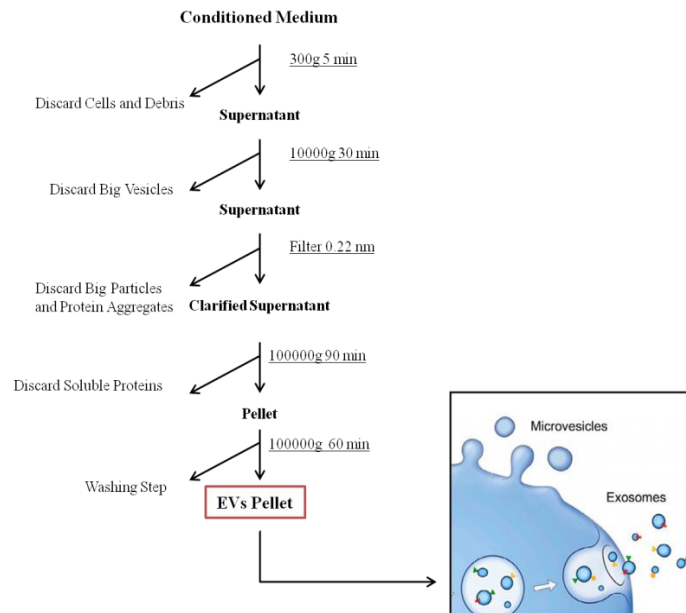 Conditioned Medium
300g 5 min
Discard Cells and Debris
Supernatant
10000g 30 min
Discard Big Vesicles
Supernatant
Filter 0.22 nm
Discard Big Particles
and Protein Aggregates
Clarified Supernatant
100000g 90 min
Discard Soluble Proteins
Pellet
100000g 60 min
Washing Step
EVs Pellet
Microvesicles
Exosomes